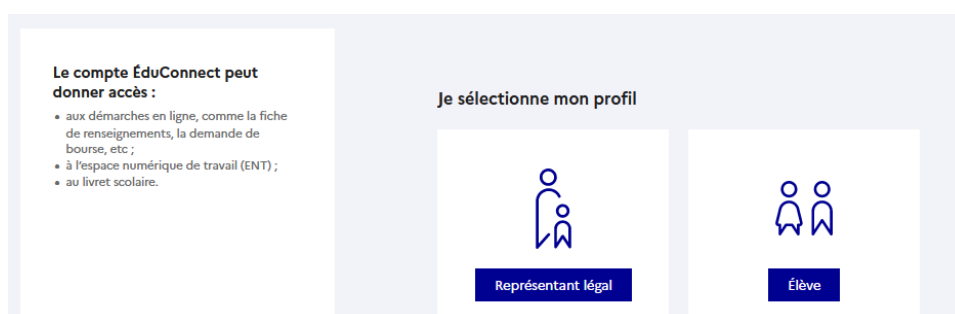 Le compte ÉduConnect peut
donner accès :
• aux démarches en ligne, comme la fiche
de renseignements, la demande de
bourse, etc ;
• à l'espace numérique de travail (ENT) ;
• au livret scolaire.
Je sélectionne mon profil
Représentant légal
Élève